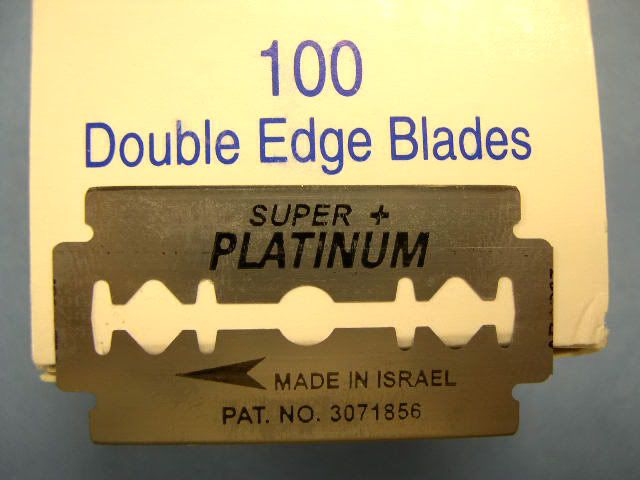 100
Double Edge Blades
SUPER +
PLATINUM
MADE IN ISRAEL
PAT. NO. 3071856